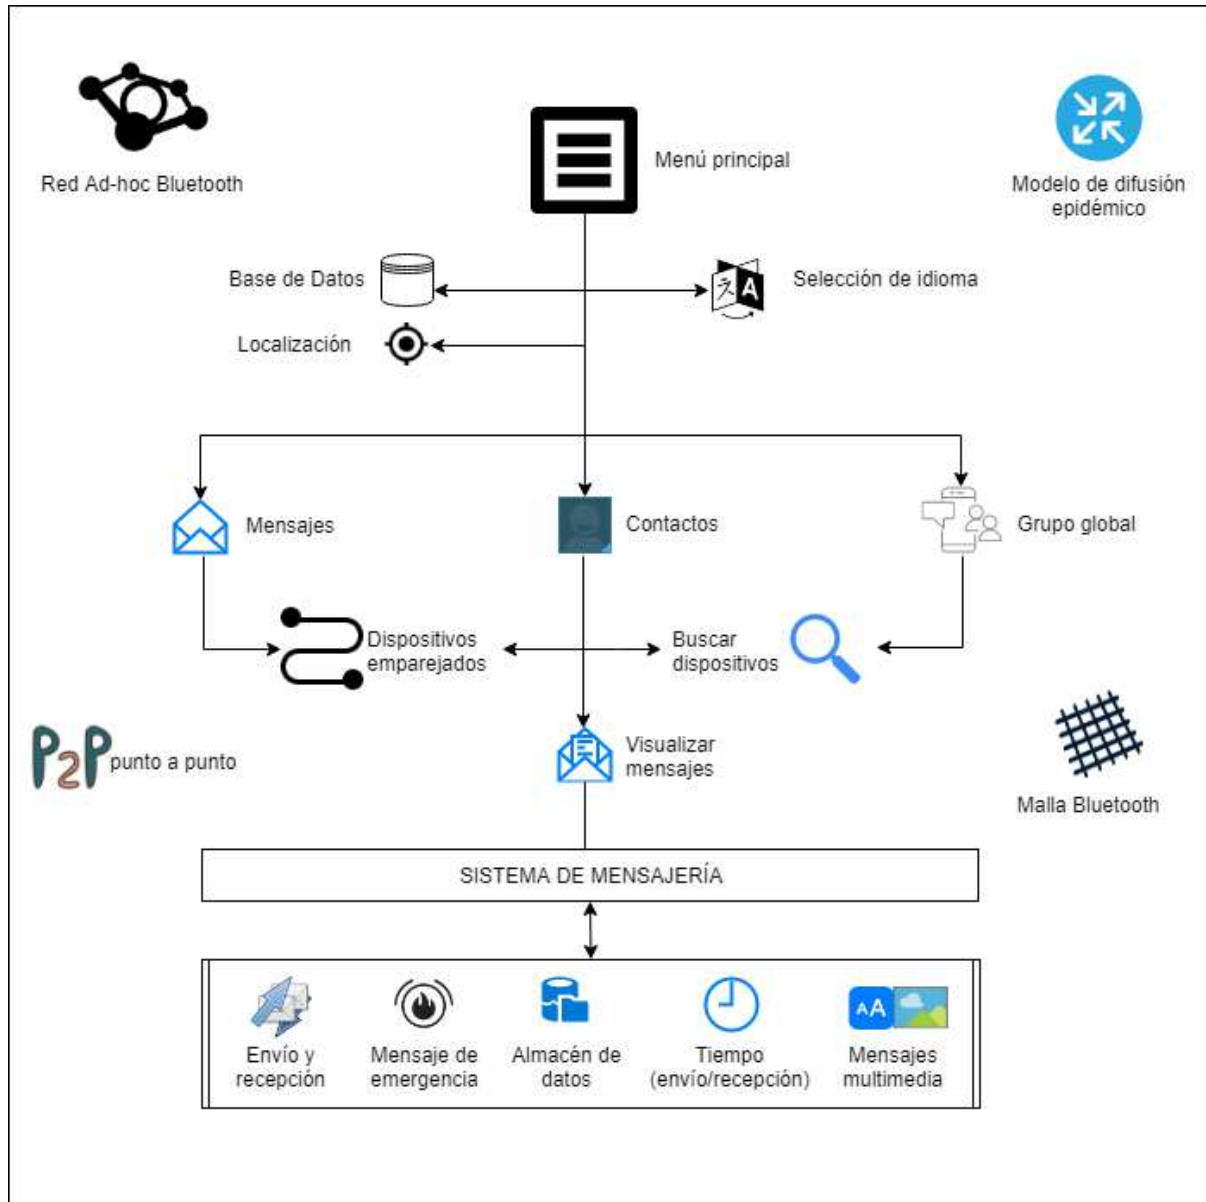 Red Ad-hoc Bluetooth
Menú principal
Modelo de difusión
epidémico
Base de Datos
Selección de idioma
A
Localización
Mensajes
Contactos
Grupo global
Dispositivos
emparejados
Buscar
dispositivos
P2P punto a punto
Visualizar
mensajes
Malla Bluetooth
SISTEMA DE MENSAJERÍA
AA
Envío y
recepción
Mensaje de
emergencia
Almacén de
datos
Tiempo
(envío/recepción)
Mensajes
multimedia